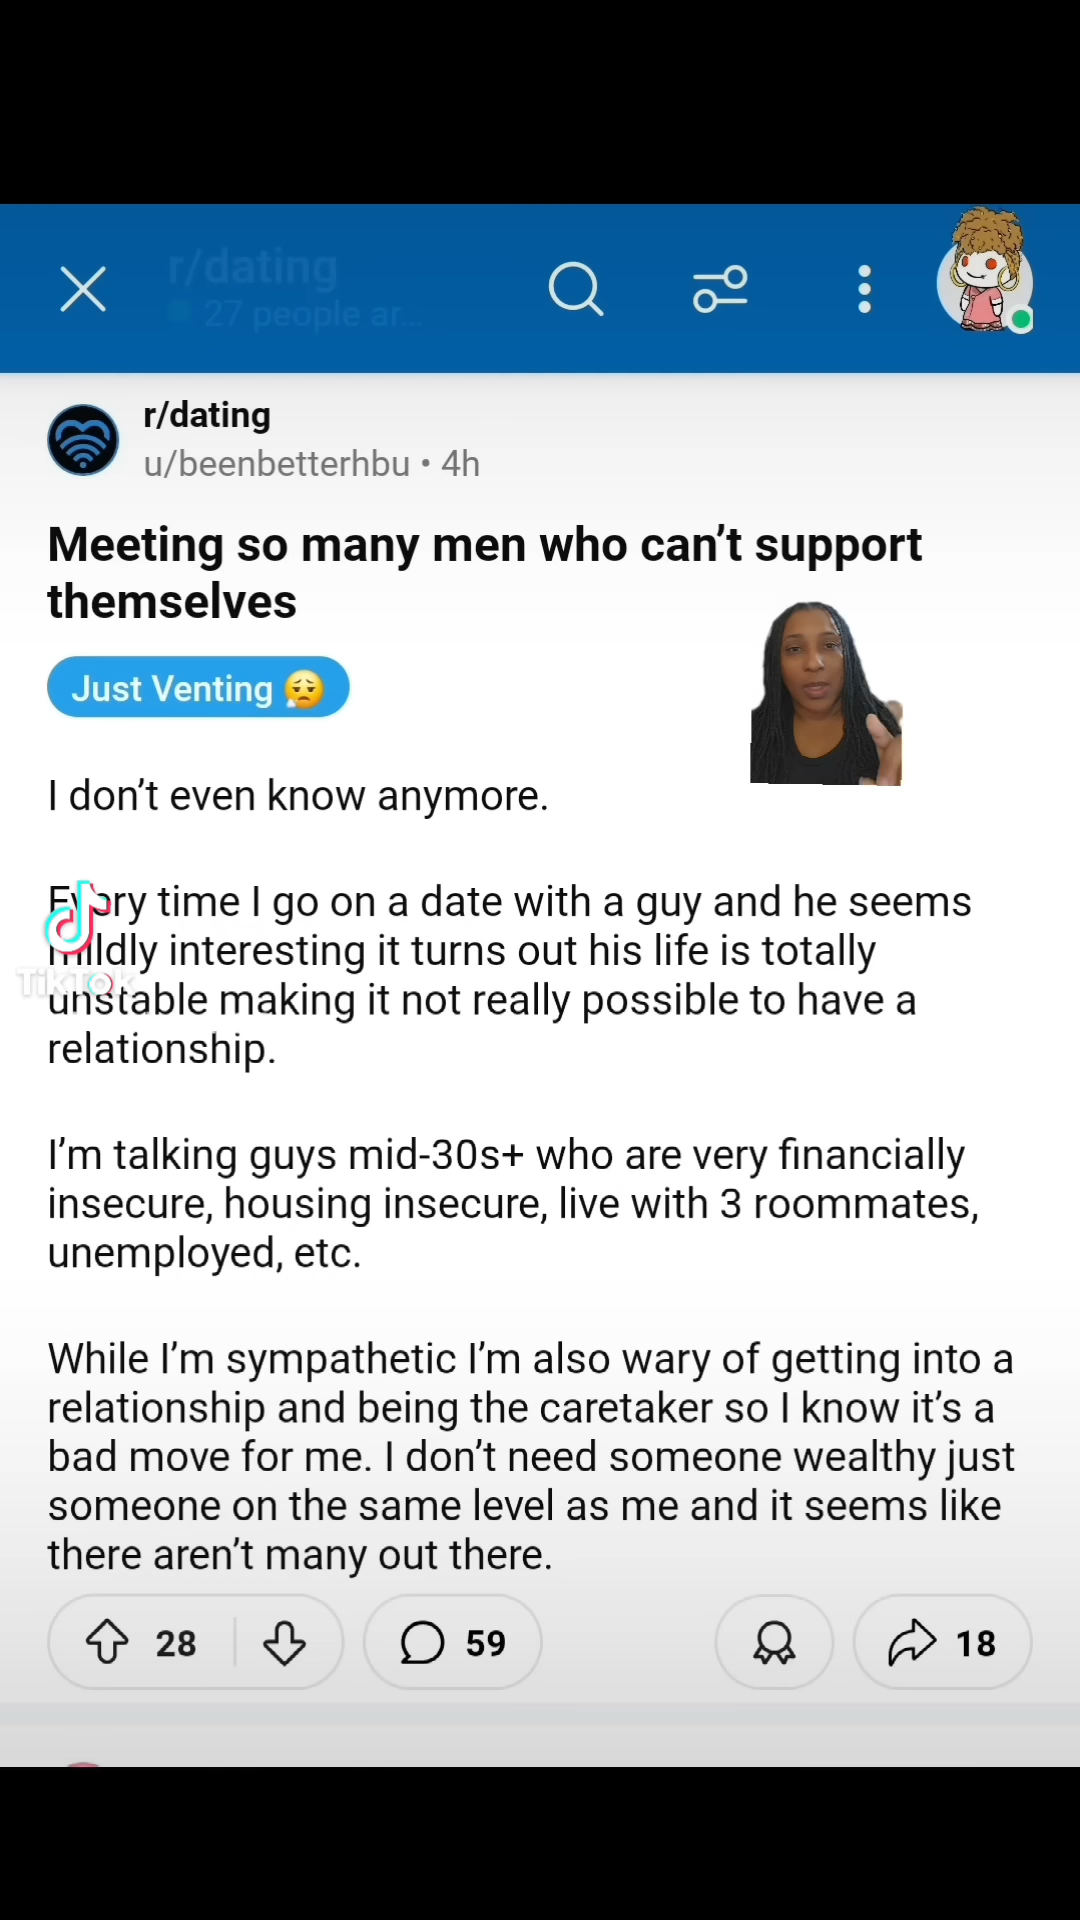 r/dating
27 people ar...
r/dating
u/beenbetterhbu • 4h
Meeting so many men who can't support
themselves
Just Venting 😮‍💨
I don't even know anymore.
Every time I go on a date with a guy and he seems
mildly interesting it turns out his life is totally
unstable making it not really possible to have a
relationship.
I'm talking guys mid-30s+ who are very financially
insecure, housing insecure, live with 3 roommates,
unemployed, etc.
While I'm sympathetic I'm also wary of getting into a
relationship and being the caretaker so I know it's a
bad move for me. I don't need someone wealthy just
someone on the same level as me and it seems like
there aren't many out there.
28 59 18
TikTok